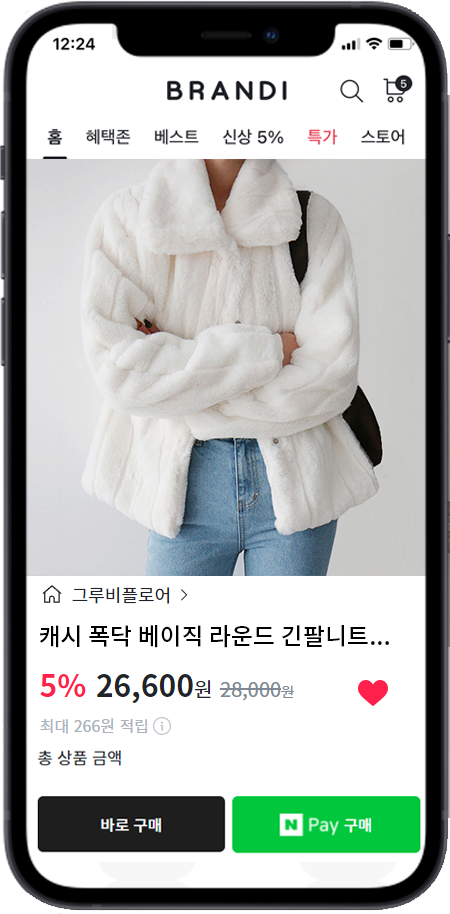 12:24
BRANDI
5
홈 혜택존 베스트 신상 5% 특가 스토어
그루비플로어 >
캐시 폭닥 베이직 라운드 긴팔니트...
5% 26,600원 28,000원
최대 266원 적립
총 상품 금액
바로 구매 N Pay 구매